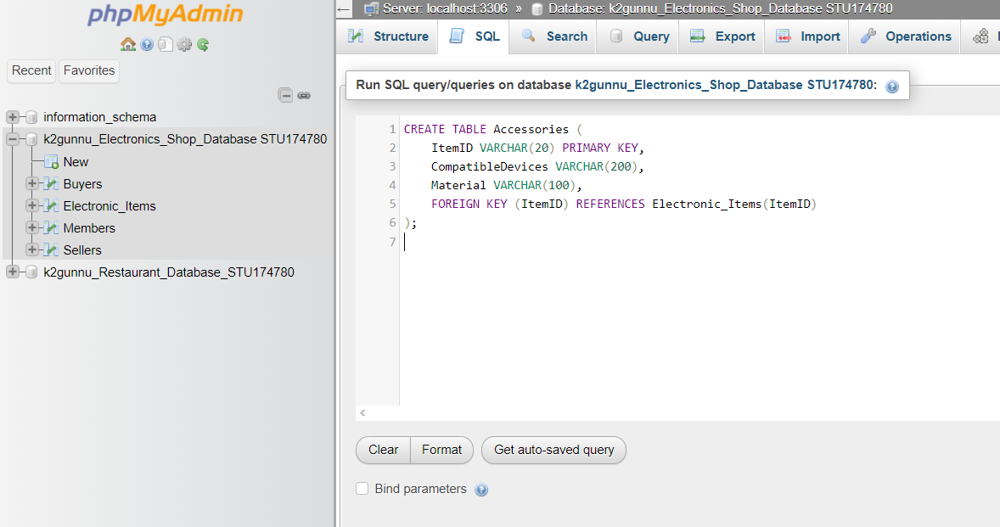 phpMyAdmin
Recent Favorites
information_schema
k2gunnu_Electronics_Shop_Database STU174780
New
Buyers
Electronic_Items
Members
Sellers
k2gunnu_Restaurant_Database_STU174780
Server: localhost:3306 » Database: k2gunnu_Electronics_Shop_Database STU174780
Structure SQL Search Query Export Import Operations
Run SQL query/queries on database k2gunnu_Electronics_Shop_Database STU174780:
1 CREATE TABLE Accessories (
2 ItemID VARCHAR(20) PRIMARY KEY,
3 CompatibleDevices VARCHAR(200),
4 Material VARCHAR(100),
5 FOREIGN KEY (ItemID) REFERENCES Electronic_Items(ItemID)
6 );
7
Clear Format Get auto-saved query
Bind parameters